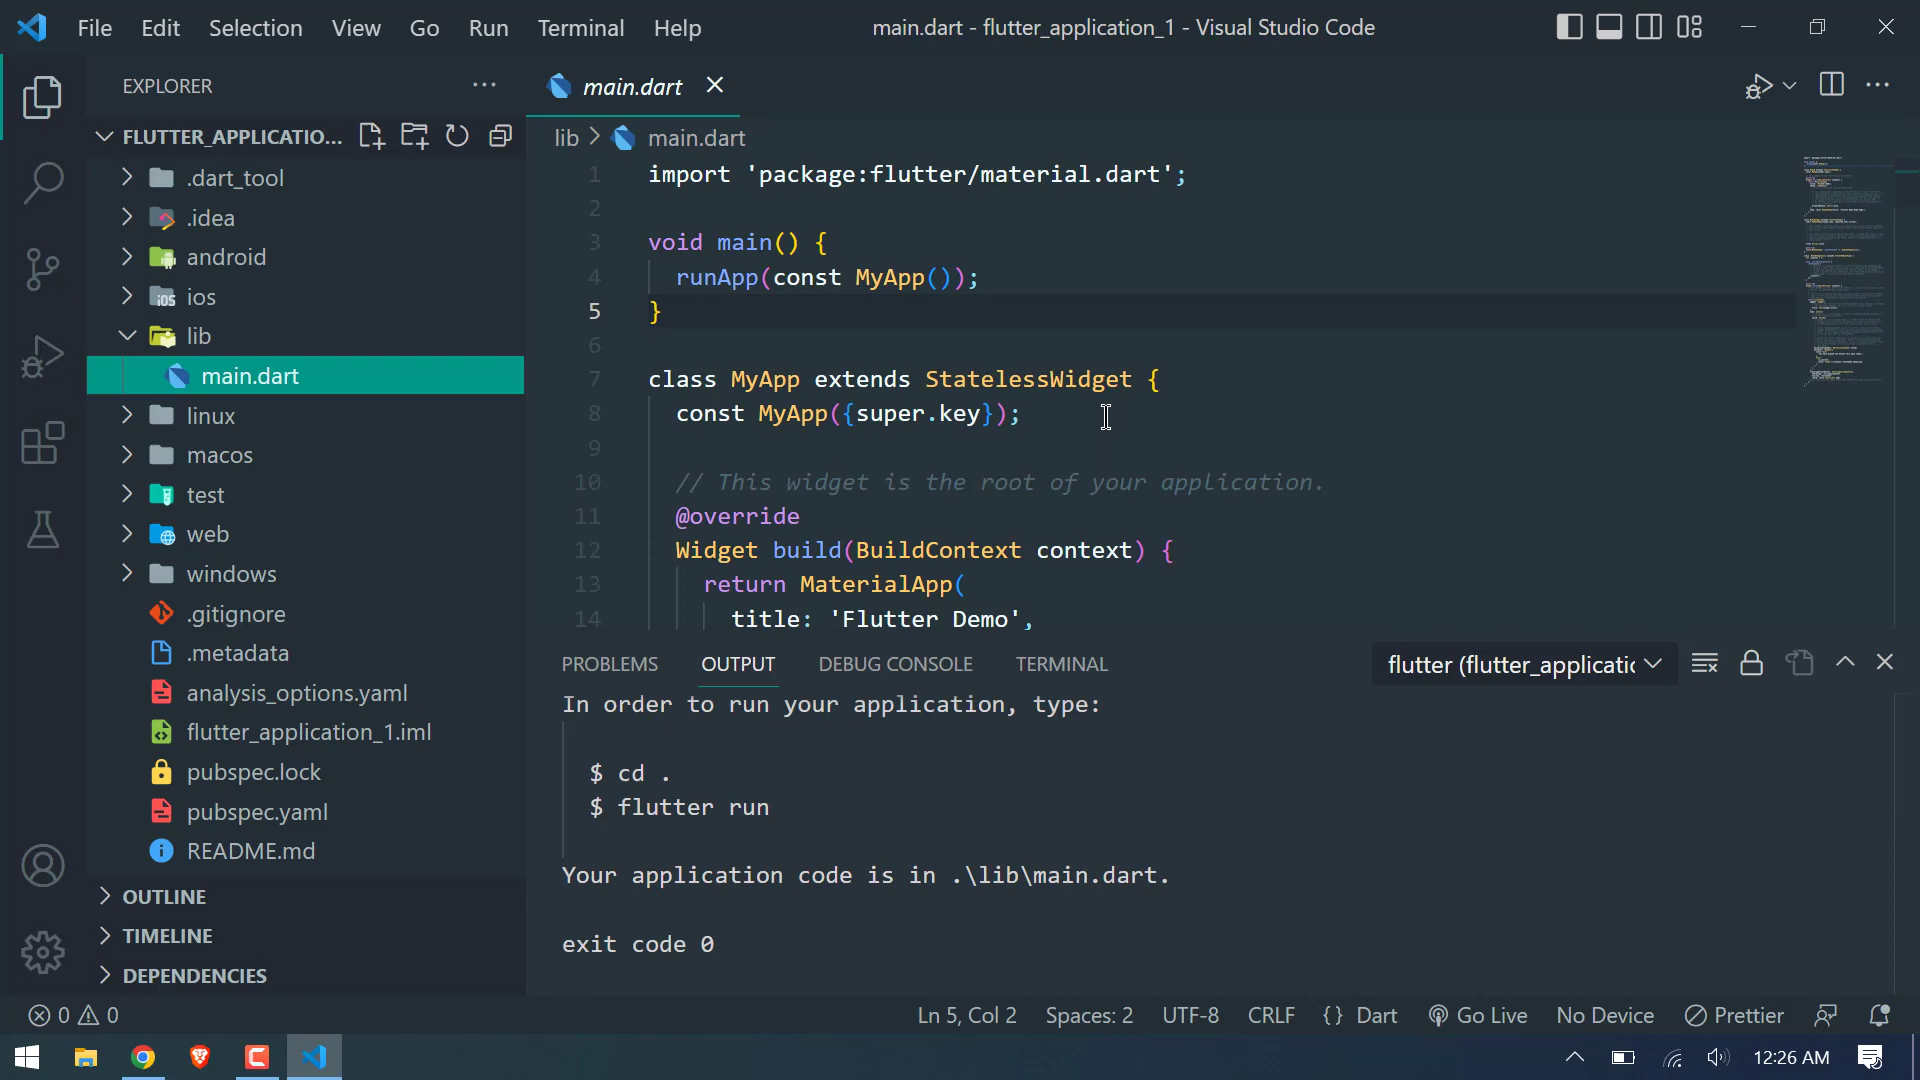 File Edit Selection View Go Run Terminal Help
main.dart - flutter_application_1 - Visual Studio Code
EXPLORER
FLUTTER_APPLICATIO...
.dart_tool
.idea
android
ios
lib
main.dart
linux
macos
test
web
windows
.gitignore
.metadata
analysis_options.yaml
flutter_application_1.iml
pubspec.lock
pubspec.yaml
README.md
OUTLINE
TIMELINE
DEPENDENCIES
main.dart
lib > main.dart
1 import 'package:flutter/material.dart';
2
3 void main() {
4 runApp(const MyApp());
5 }
6
7 class MyApp extends StatelessWidget {
8 const MyApp({super.key});
9
10 // This widget is the root of your application.
11 @override
12 Widget build(BuildContext context) {
13 return MaterialApp(
14 title: 'Flutter Demo',
PROBLEMS OUTPUT DEBUG CONSOLE TERMINAL
flutter (flutter_applicatic
In order to run your application, type:
$ cd .
$ flutter run
Your application code is in .\lib\main.dart.
exit code 0
0 0
Ln 5, Col 2 Spaces: 2 UTF-8 CRLF {} Dart Go Live No Device Prettier
12:26 AM